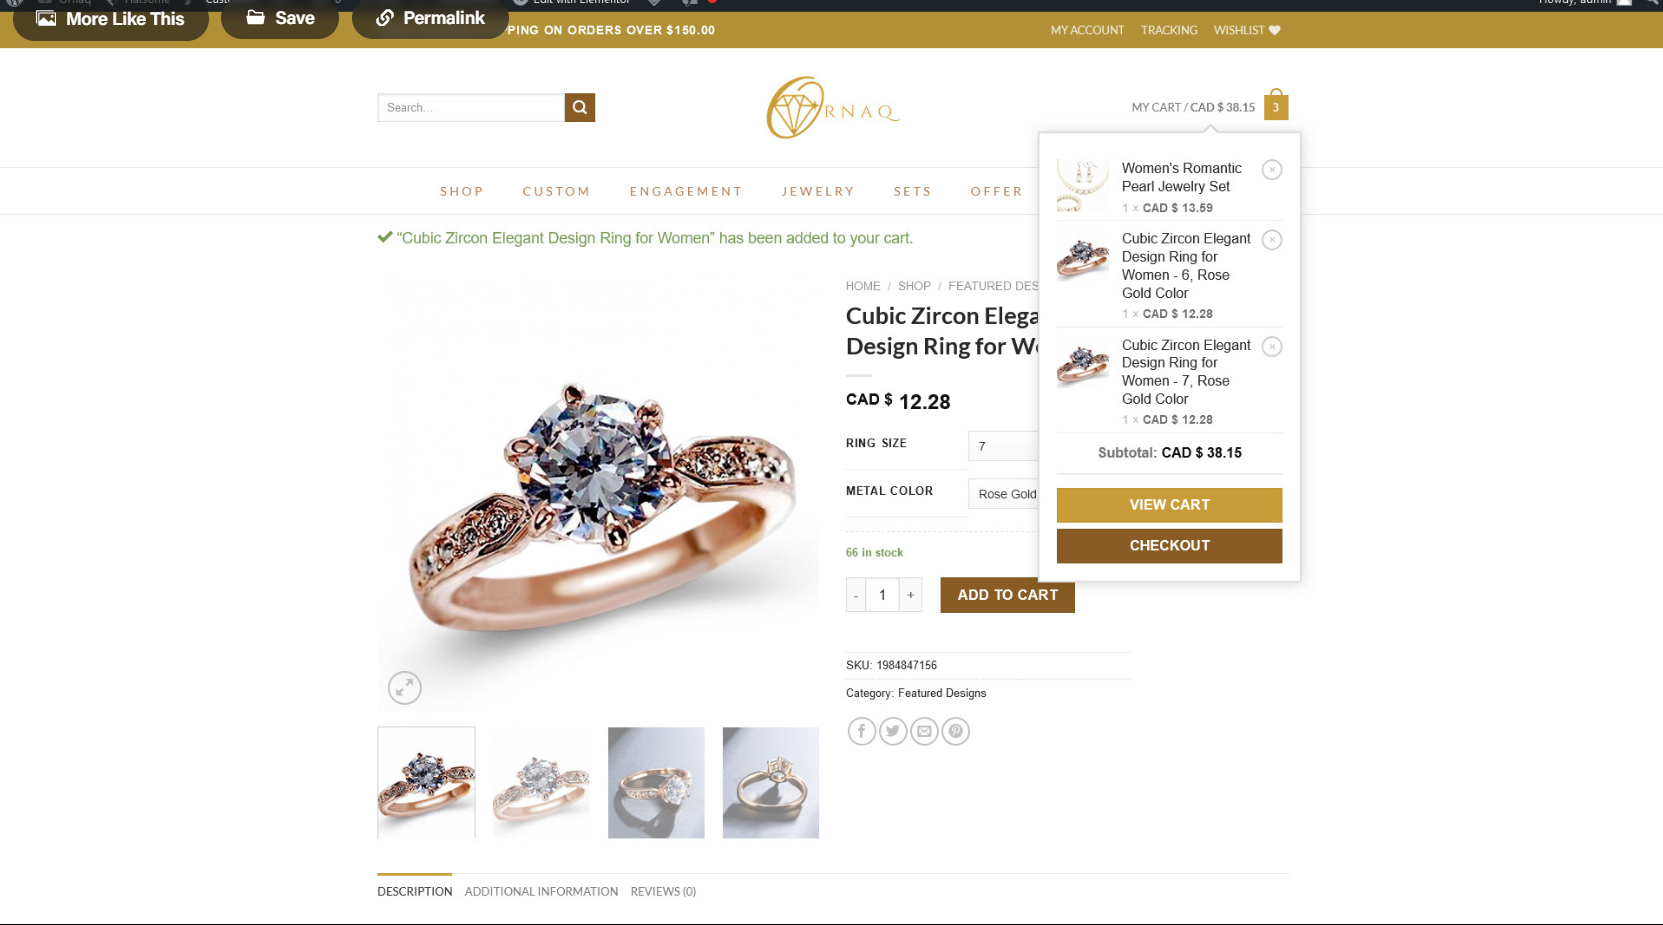 Edit with Elementor
Howdy, admin
More Like This
Save
Permalink
PING ON ORDERS OVER $150.00
MY ACCOUNT
TRACKING
WISHLIST
Search...
RNAQ
MY CART / CAD $ 38.15
3
SHOP
CUSTOM
ENGAGEMENT
JEWELRY
SETS
OFFER
“Cubic Zircon Elegant Design Ring for Women” has been added to your cart.
Women's Romantic
Pearl Jewelry Set
1 × CAD $ 13.59
Cubic Zircon Elegant
Design Ring for
Women - 6, Rose
Gold Color
1 × CAD $ 12.28
Cubic Zircon Elegant
Design Ring for
Women - 7, Rose
Gold Color
1 × CAD $ 12.28
Subtotal: CAD $ 38.15
VIEW CART
CHECKOUT
HOME / SHOP / FEATURED DES
Cubic Zircon Elega
Design Ring for W
CAD $ 12.28
RING SIZE
7
METAL COLOR
Rose Gold
66 in stock
- 1 +
ADD TO CART
SKU: 1984847156
Category: Featured Designs
DESCRIPTION
ADDITIONAL INFORMATION
REVIEWS (0)